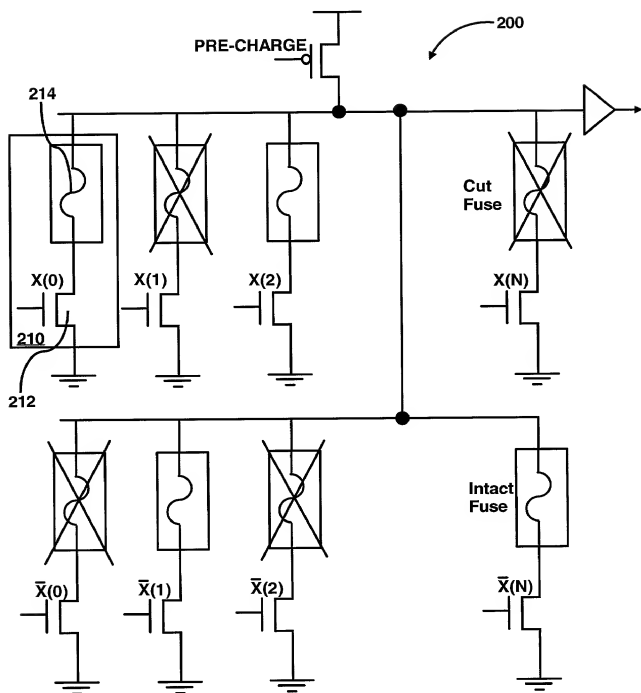 200
PRE-CHARGE
214
Cut
Fuse
X(0)
X(1)
X(2)
X(N)
210
212
Intact
Fuse
X̅(0)
X̅(1)
X̅(2)
X̅(N)